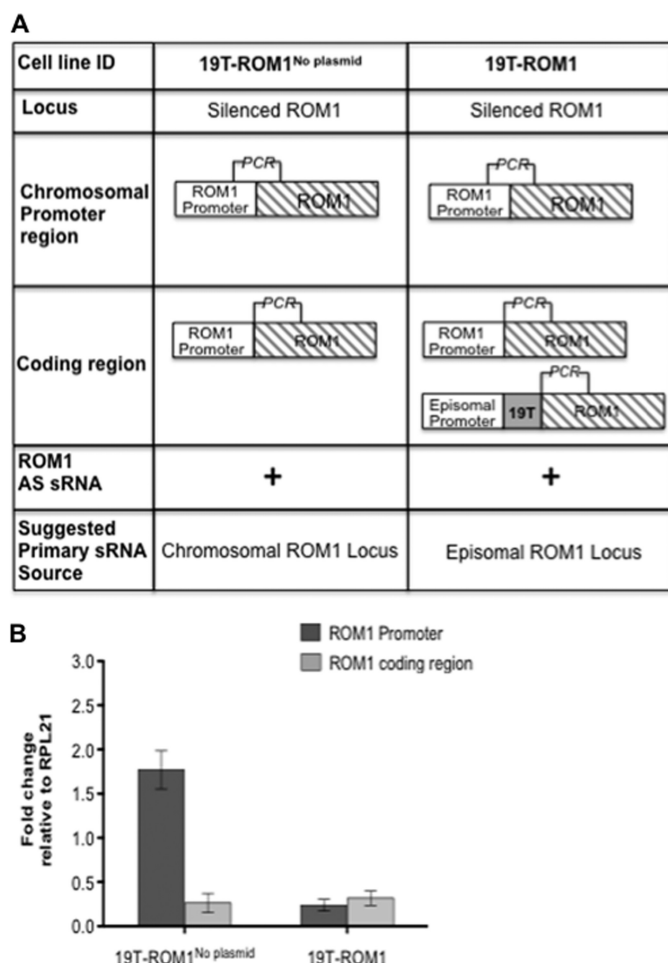 A
Cell line ID 19T-ROM1No plasmid 19T-ROM1
Locus Silenced ROM1 Silenced ROM1
Chromosomal
Promoter
region
PCR
ROM1
Promoter
ROM1
PCR
ROM1
Promoter
ROM1
Coding region
PCR
ROM1
Promoter
ROM1
PCR
ROM1
Promoter
ROM1
PCR
Episomal
Promoter
19T
ROM1
ROM1
AS sRNA
+ +
Suggested
Primary sRNA
Source
Chromosomal ROM1 Locus Episomal ROM1 Locus
B
ROM1 Promoter
ROM1 coding region
Fold change
relative to RPL21
3.0
2.5
2.0
1.5
1.0
0.5
0.0
19T-ROM1No plasmid 19T-ROM1